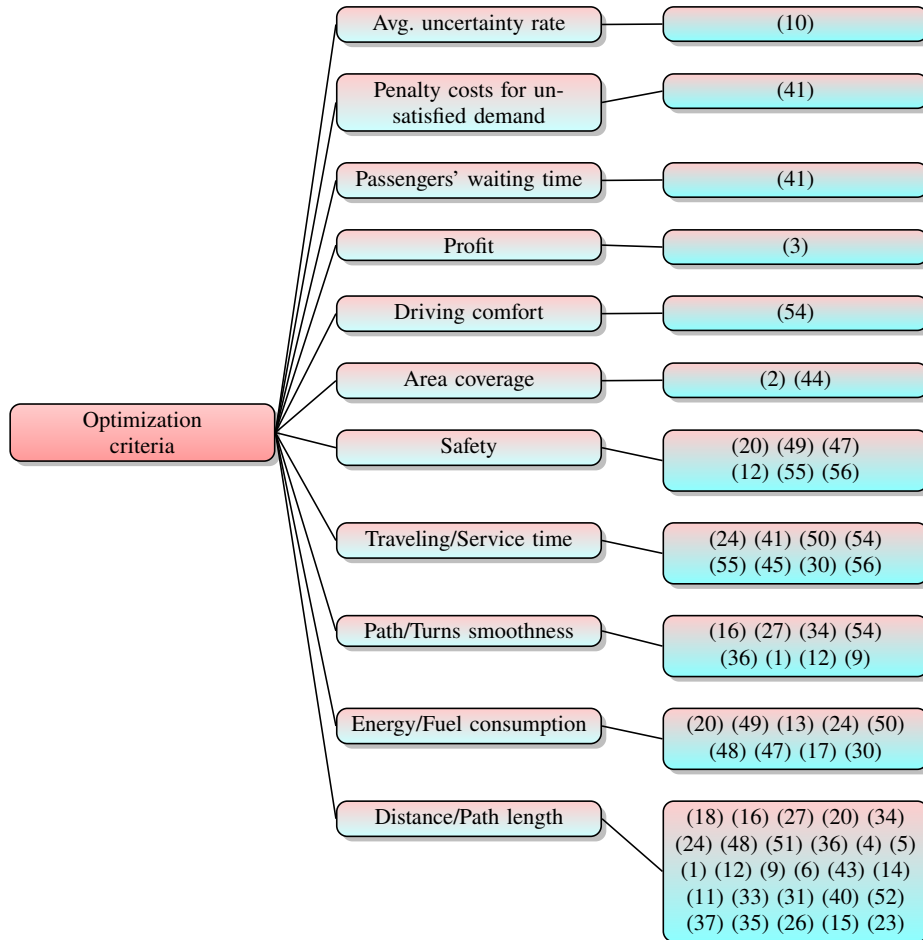 Avg. uncertainty rate
(10)
Penalty costs for un-
satisfied demand
(41)
Passengers' waiting time
(41)
Profit
(3)
Driving comfort
(54)
Area coverage
(2) (44)
Optimization
criteria
Safety
(20) (49) (47)
(12) (55) (56)
Traveling/Service time
(24) (41) (50) (54)
(55) (45) (30) (56)
Path/Turns smoothness
(16) (27) (34) (54)
(36) (1) (12) (9)
Energy/Fuel consumption
(20) (49) (13) (24) (50)
(48) (47) (17) (30)
Distance/Path length
(18) (16) (27) (20) (34)
(24) (48) (51) (36) (4) (5)
(1) (12) (9) (6) (43) (14)
(11) (33) (31) (40) (52)
(37) (35) (26) (15) (23)